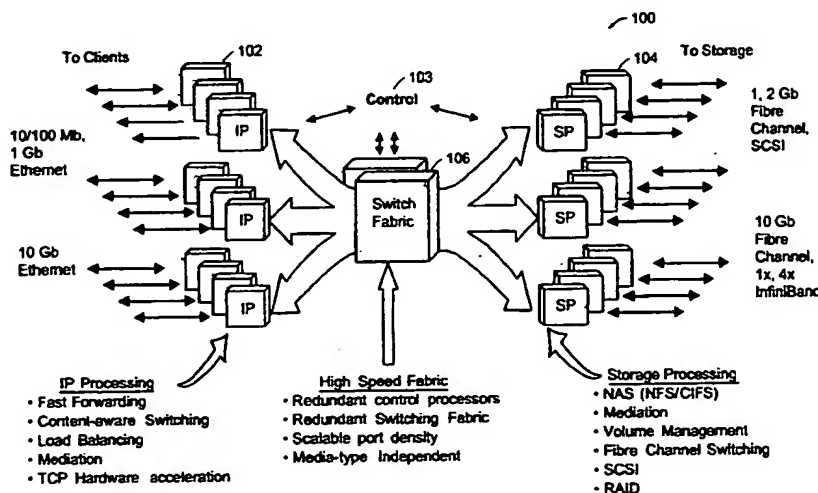 100
102
To Clients
104
To Storage
103
Control
IP
SP
1, 2 Gb
Fibre
Channel,
SCSI
10/100 Mb,
1 Gb
Ethernet
106
Switch
Fabric
IP
SP
10 Gb
Ethernet
10 Gb
Fibre
Channel,
1x, 4x
InfiniBand
IP
SP
IP Processing
• Fast Forwarding
• Content-aware Switching
• Load Balancing
• Mediation
• TCP Hardware acceleration
High Speed Fabric
• Redundant control processors
• Redundant Switching Fabric
• Scalable port density
• Media-type Independent
Storage Processing
• NAS (NFS/CIFS)
• Mediation
• Volume Management
• Fibre Channel Switching
• SCSI
• RAID